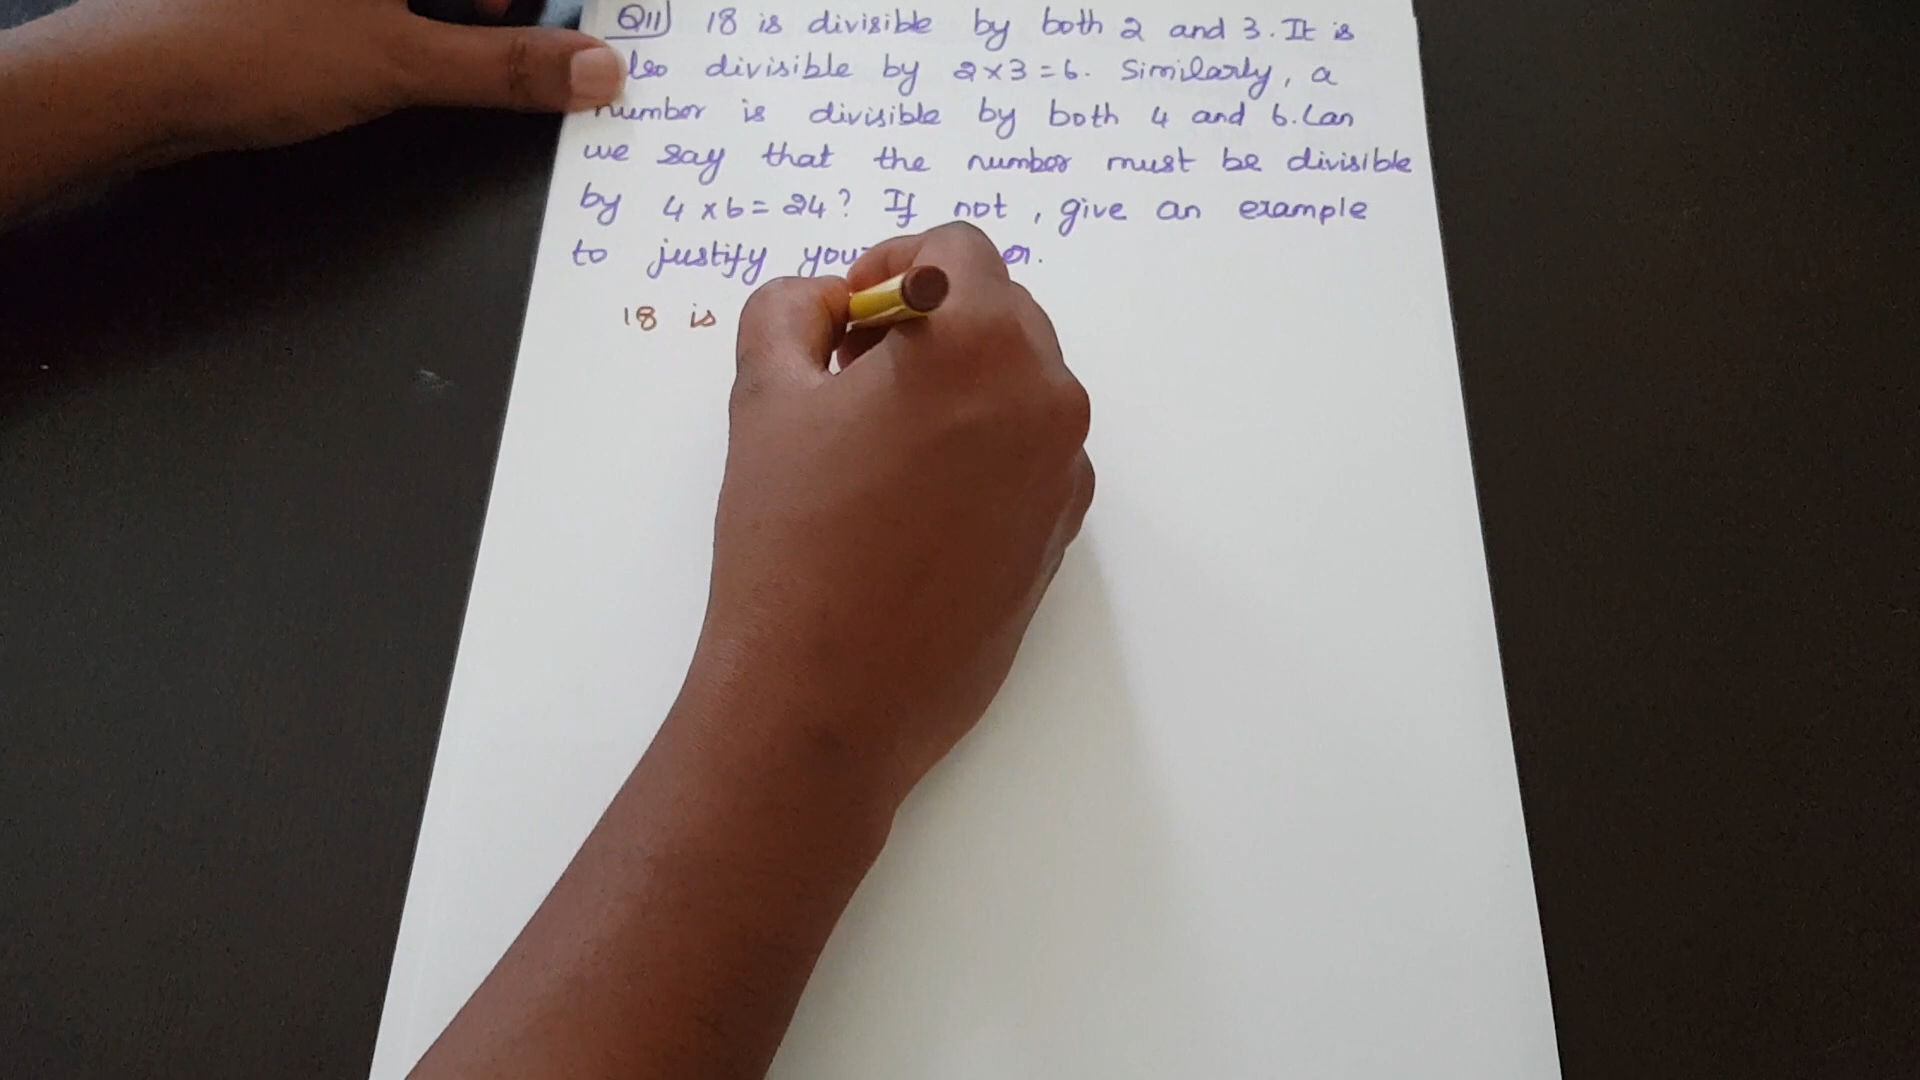 Q11) 18 is divisible by both 2 and 3. It is
divisible by 2 × 3 = 6. Similarly, a
number is divisible by both 4 and 6. Can
we say that the number must be divisible
by 4 × 6 = 24? If not, give an example
to justify
18 is